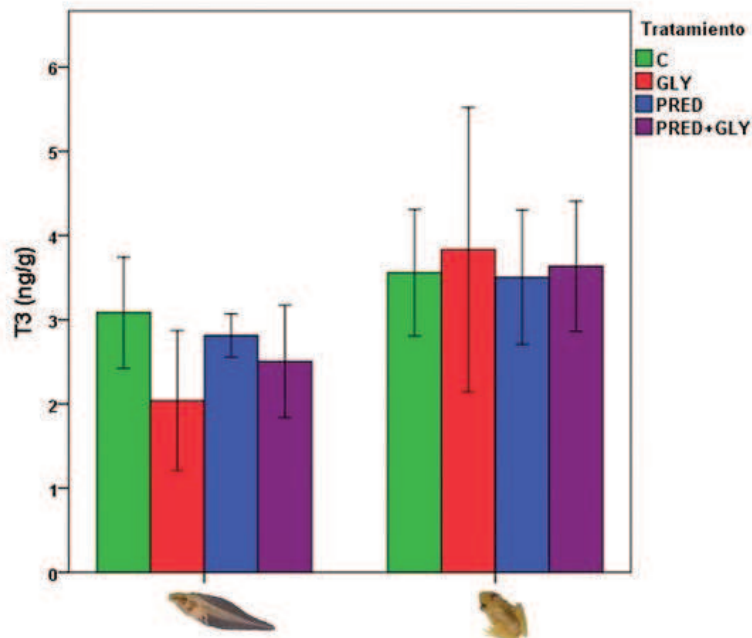 Tratamiento
C
GLY
PRED
PRED+GLY
T3 (ng/g)
6
5
4
3
2
1
0